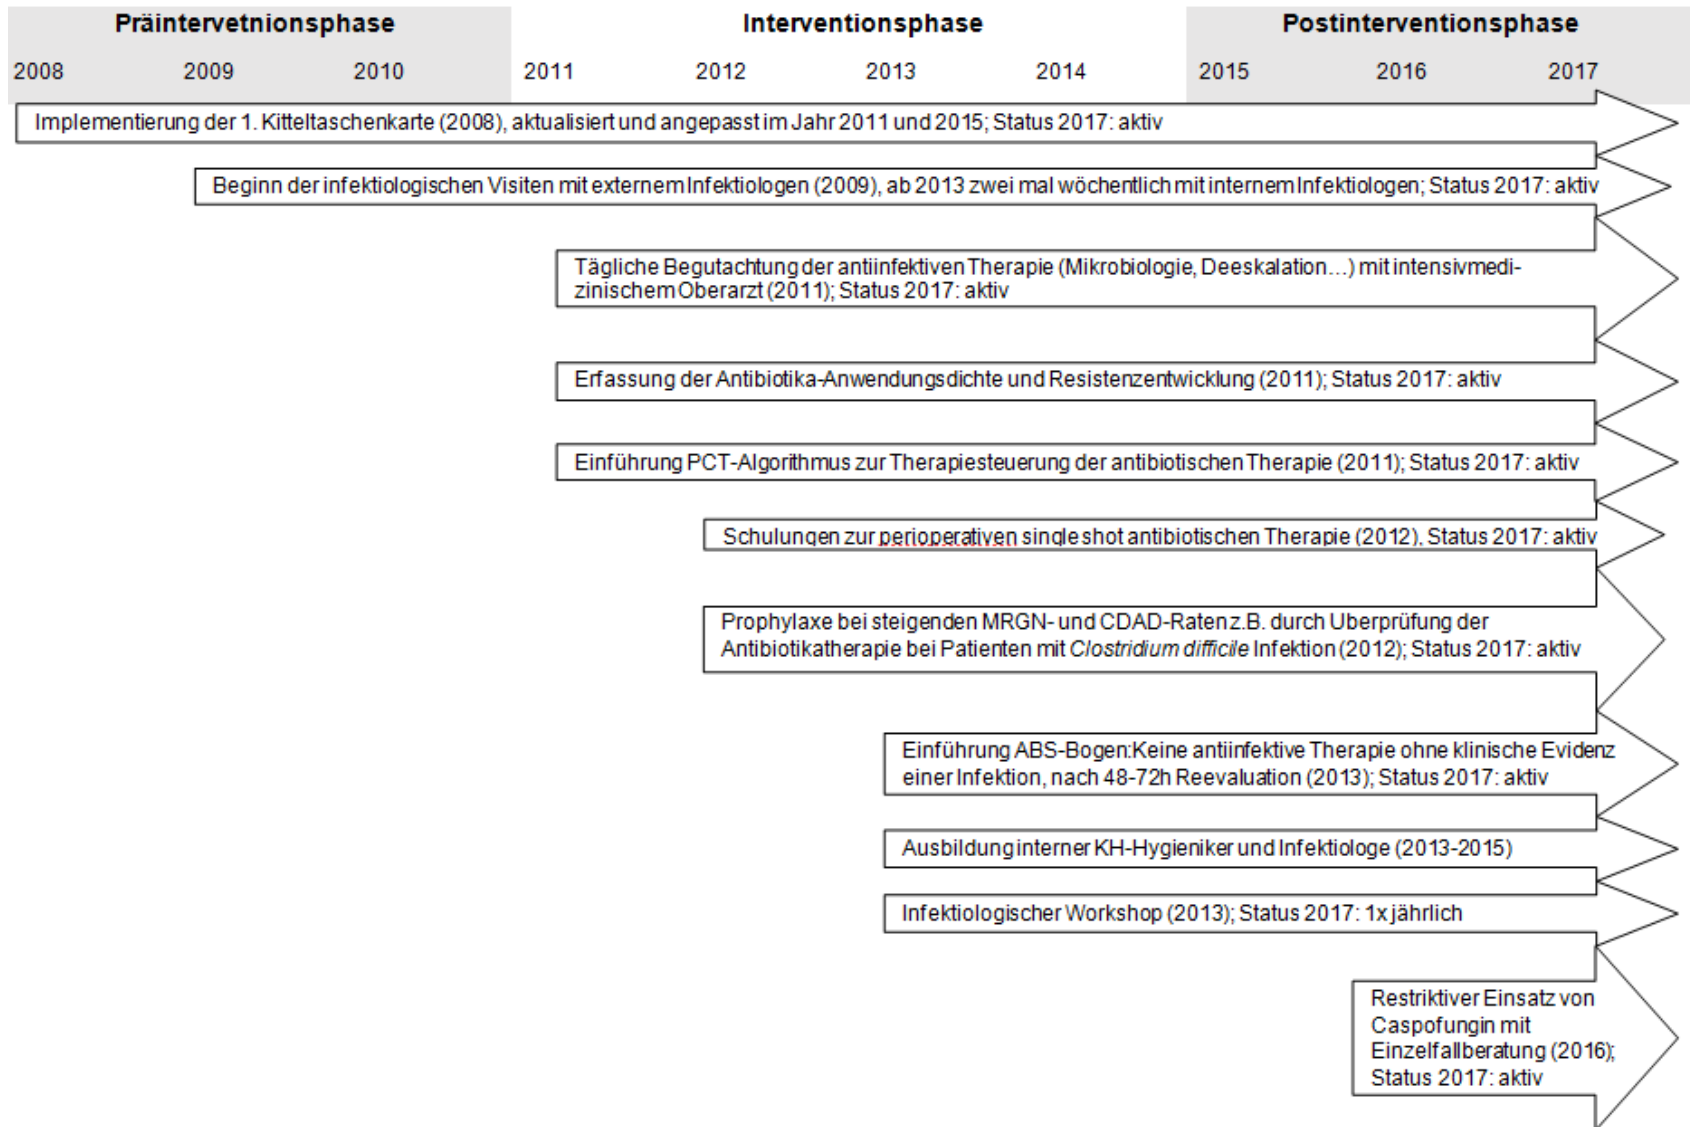 Präintervetnionsphase Interventionsphase Postinterventionsphase
2008 2009 2010 2011 2012 2013 2014 2015 2016 2017
Implementierung der 1. Kitteltaschenkarte (2008), aktualisiert und angepasst im Jahr 2011 und 2015; Status 2017: aktiv
Beginn der infektiologischen Visiten mit externem Infektiologen (2009), ab 2013 zwei mal wöchentlich mit internem Infektiologen; Status 2017: aktiv
Tägliche Begutachtung der antiinfektiven Therapie (Mikrobiologie, Deeskalation...) mit intensivmedi-
zinischem Oberarzt (2011); Status 2017: aktiv
Erfassung der Antibiotika-Anwendungsdichte und Resistenzentwicklung (2011); Status 2017: aktiv
Einführung PCT-Algorithmus zur Therapiesteuerung der antibiotischen Therapie (2011); Status 2017: aktiv
Schulungen zur perioperativen single shot antibiotischen Therapie (2012), Status 2017: aktiv
Prophylaxe bei steigenden MRGN- und CDAD-Raten z.B. durch Überprüfung der
Antibiotikatherapie bei Patienten mit Clostridium difficile Infektion (2012); Status 2017: aktiv
Einführung ABS-Bogen:Keine antiinfektive Therapie ohne klinische Evidenz
einer Infektion, nach 48-72h Reevaluation (2013); Status 2017: aktiv
Ausbildung interner KH-Hygieniker und Infektiologe (2013-2015)
Infektiologischer Workshop (2013); Status 2017: 1x jährlich
Restriktiver Einsatz von
Caspofungin mit
Einzelfallberatung (2016);
Status 2017: aktiv